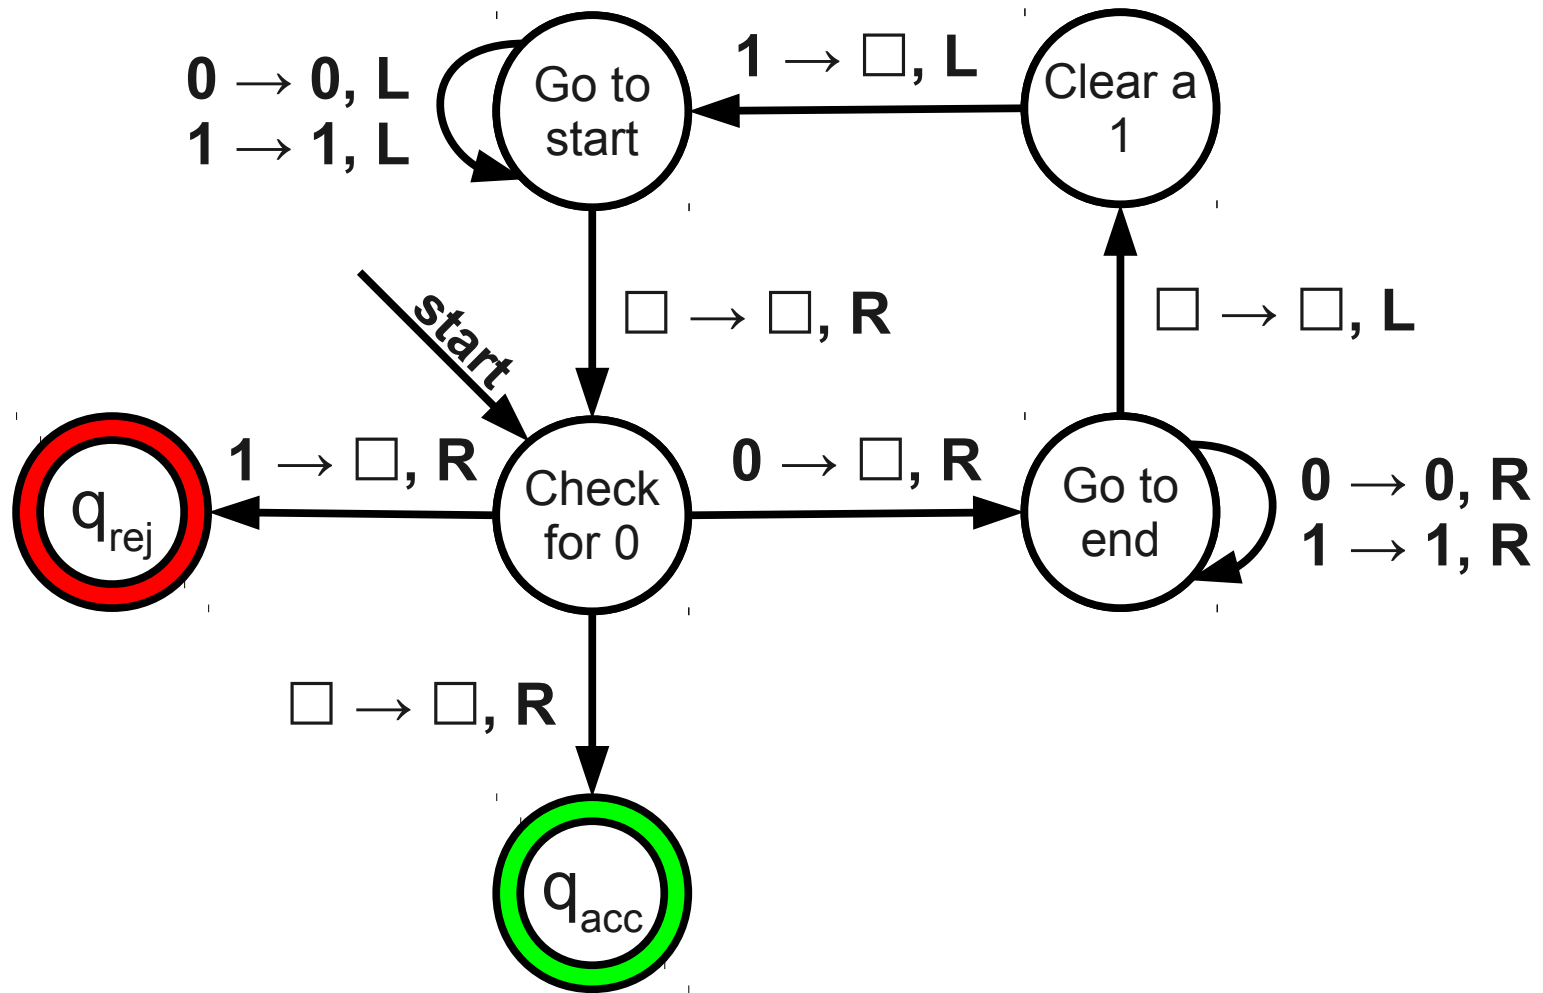 0 → 0, L
1 → 1, L
Go to
start
1 → □, L
Clear a
1
start
□ → □, R
□ → □, L
q_rej
1 → □, R
Check
for 0
0 → □, R
Go to
end
0 → 0, R
1 → 1, R
□ → □, R
q_acc